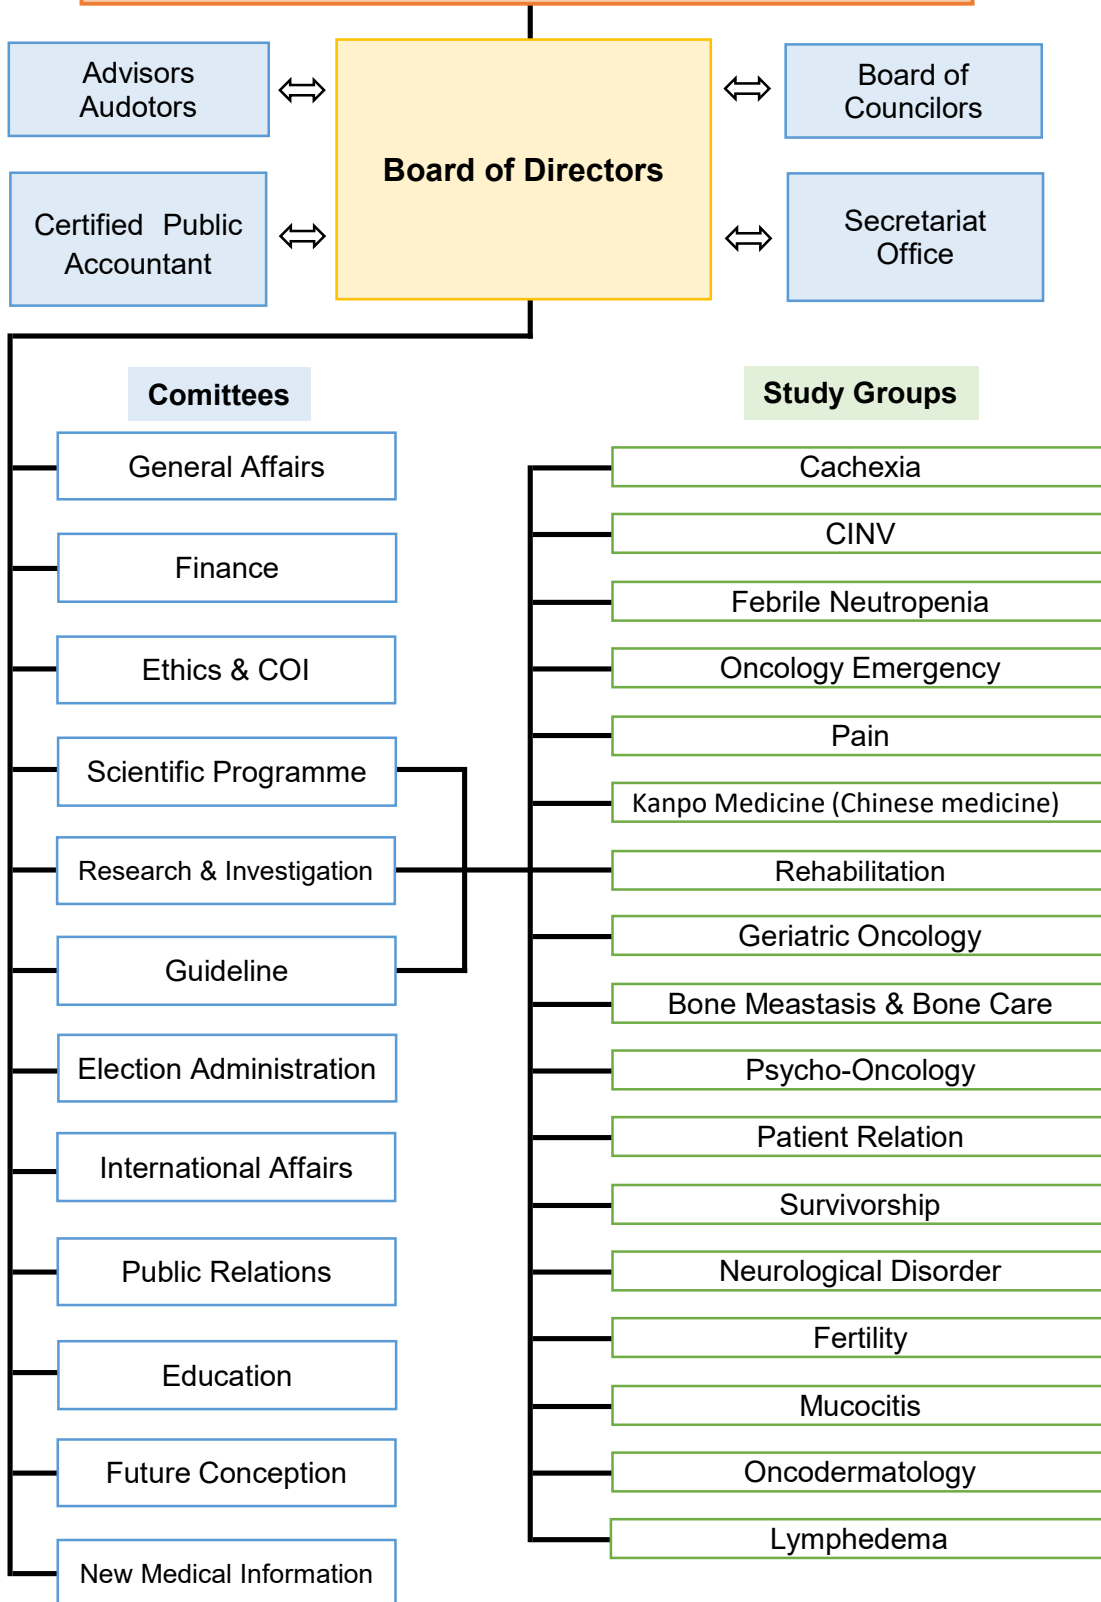 Advisors
Audotors
Board of Directors
Board of
Councilors
Certified Public
Accountant
Secretariat
Office
Comittees
General Affairs
Finance
Ethics & COI
Scientific Programme
Research & Investigation
Guideline
Election Administration
International Affairs
Public Relations
Education
Future Conception
New Medical Information
Study Groups
Cachexia
CINV
Febrile Neutropenia
Oncology Emergency
Pain
Kanpo Medicine (Chinese medicine)
Rehabilitation
Geriatric Oncology
Bone Meastasis & Bone Care
Psycho-Oncology
Patient Relation
Survivorship
Neurological Disorder
Fertility
Mucocitis
Oncodermatology
Lymphedema